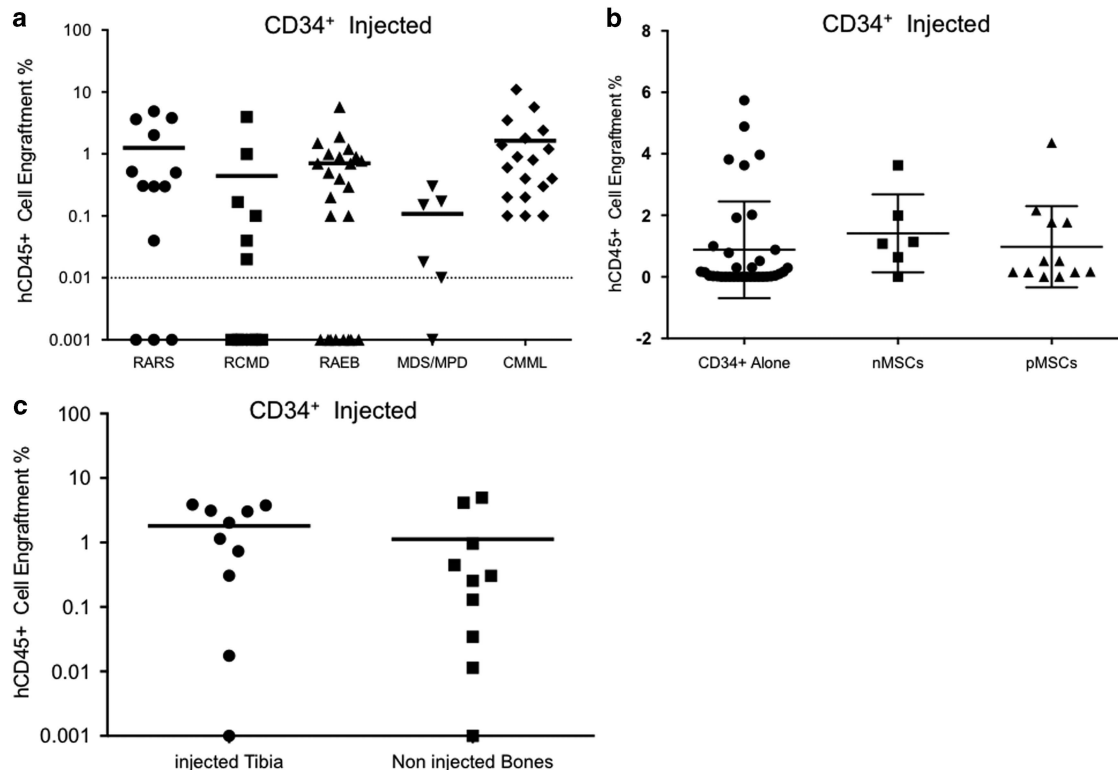 a
CD34+ Injected
hCD45+ Cell Engraftment %
100
10
1
0.1
0.01
0.001
RARS RCMD RAEB MDS/MPD CMML
b
CD34+ Injected
hCD45+ Cell Engraftment %
8
6
4
2
0
-2
CD34+ Alone nMSCs pMSCs
c
CD34+ Injected
hCD45+ Cell Engraftment %
100
10
1
0.1
0.01
0.001
injected Tibia Non injected Bones